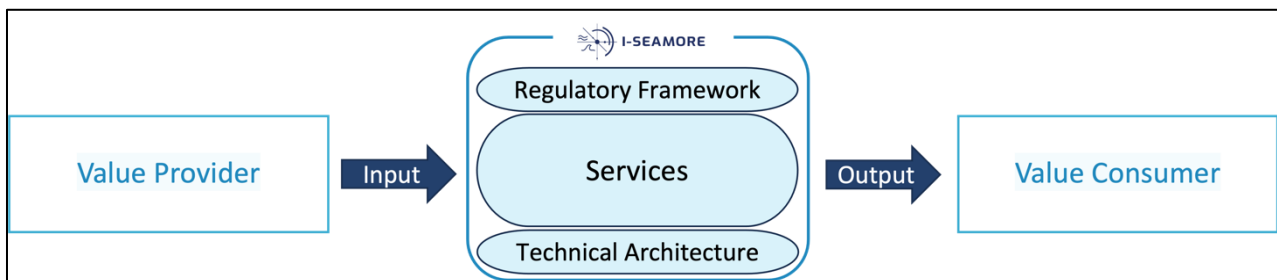 I-SEAMORE
Regulatory Framework
Value Provider
Input
Services
Output
Value Consumer
Technical Architecture